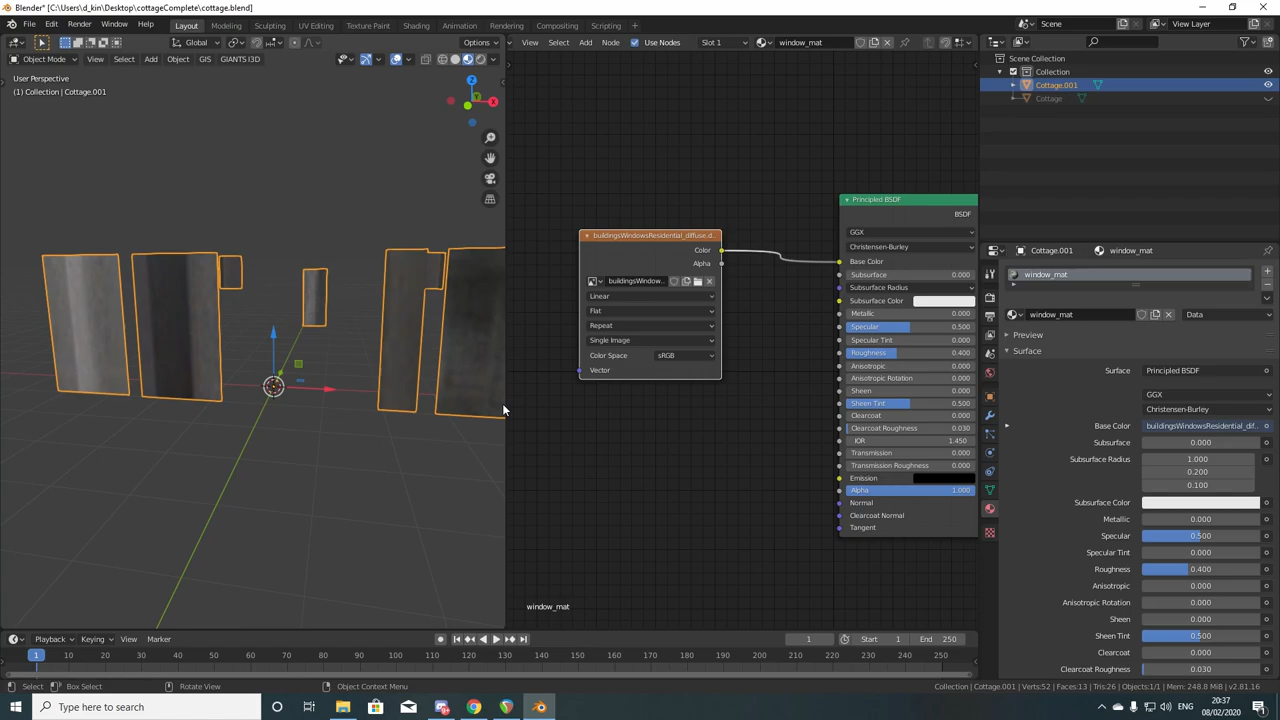 Blender* [C:\Users\d_kin\Desktop\cottageComplete\cottage.blend]
File Edit Render Window Help Layout Modeling Sculpting UV Editing Texture Paint Shading Animation Rendering Compositing Scripting Scene View Layer
Global Options View Select Add Node Use Nodes Slot 1 window_mat
Object Mode View Select Add Object GIS GIANTS I3D
User Perspective
(1) Collection | Cottage.001
Z
Y
X
buildingsWindowsResidential_diffuse.d...
Color
Alpha
buildingsWindow...
Linear
Flat
Repeat
Single Image
Color Space sRGB
Vector
Principled BSDF
BSDF
GGX
Christensen-Burley
Base Color
Subsurface 0.000
Subsurface Radius
Subsurface Color
Metallic 0.000
Specular 0.500
Specular Tint 0.000
Roughness 0.400
Anisotropic 0.000
Anisotropic Rotation 0.000
Sheen 0.000
Sheen Tint 0.500
Clearcoat 0.000
Clearcoat Roughness 0.030
IOR 1.450
Transmission 0.000
Transmission Roughness 0.000
Emission
Alpha 1.000
Normal
Clearcoat Normal
Tangent
window_mat
Scene Collection
Collection
Cottage.001
Cottage
Cottage.001 window_mat
window_mat
window_mat Data
Preview
Surface
Surface Principled BSDF
GGX
Christensen-Burley
Base Color buildingsWindowsResidential_dif...
Subsurface 0.000
Subsurface Radius 1.000
0.200
0.100
Subsurface Color
Metallic 0.000
Specular 0.500
Specular Tint 0.000
Roughness 0.400
Anisotropic 0.000
Anisotropic Rotation 0.000
Sheen 0.000
Sheen Tint 0.500
Clearcoat 0.000
Clearcoat Roughness 0.030
Playback Keying View Marker 1 Start 1 End 250
1 10 20 30 40 50 60 70 80 90 100 110 120 130 140 150 160 170 180 190 200 210 220 230 240 250
Select Box Select Rotate View Object Context Menu Collection | Cottage.001 | Verts:52 | Faces:13 | Tris:26 | Objects:1/1 | Mem: 248.8 MiB | v2.81.16
Type here to search
20:37
08/02/2020